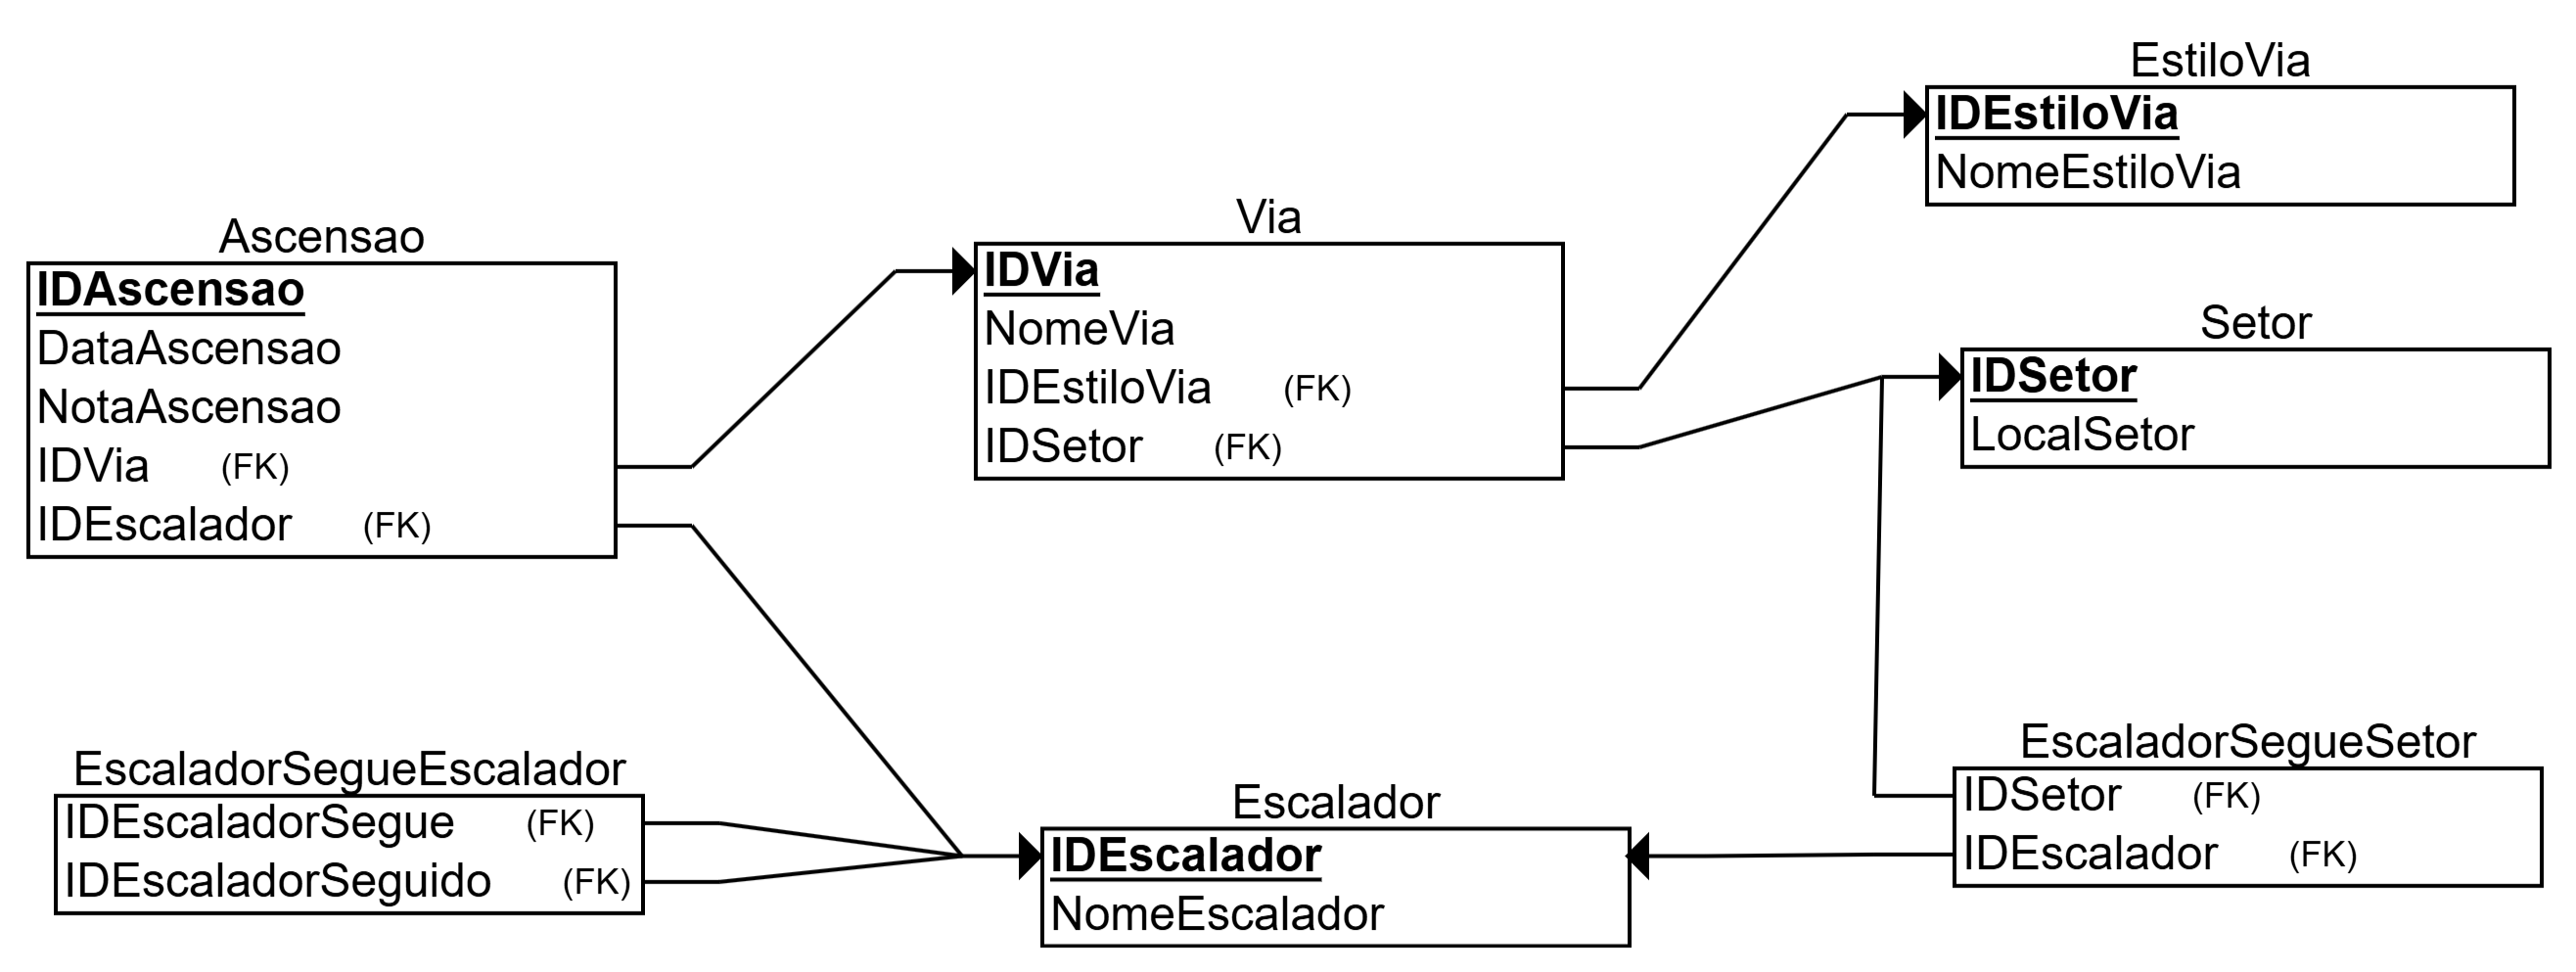 EstiloVia
IDEstiloVia
NomeEstiloVia
Via
IDVia
NomeVia
IDEstiloVia (FK)
IDSetor (FK)
Ascensao
IDAscensao
DataAscensao
NotaAscensao
IDVia (FK)
IDEscalador (FK)
Setor
IDSetor
LocalSetor
EscaladorSegueEscalador
IDEscaladorSegue (FK)
IDEscaladorSeguido (FK)
Escalador
IDEscalador
NomeEscalador
EscaladorSegueSetor
IDSetor (FK)
IDEscalador (FK)